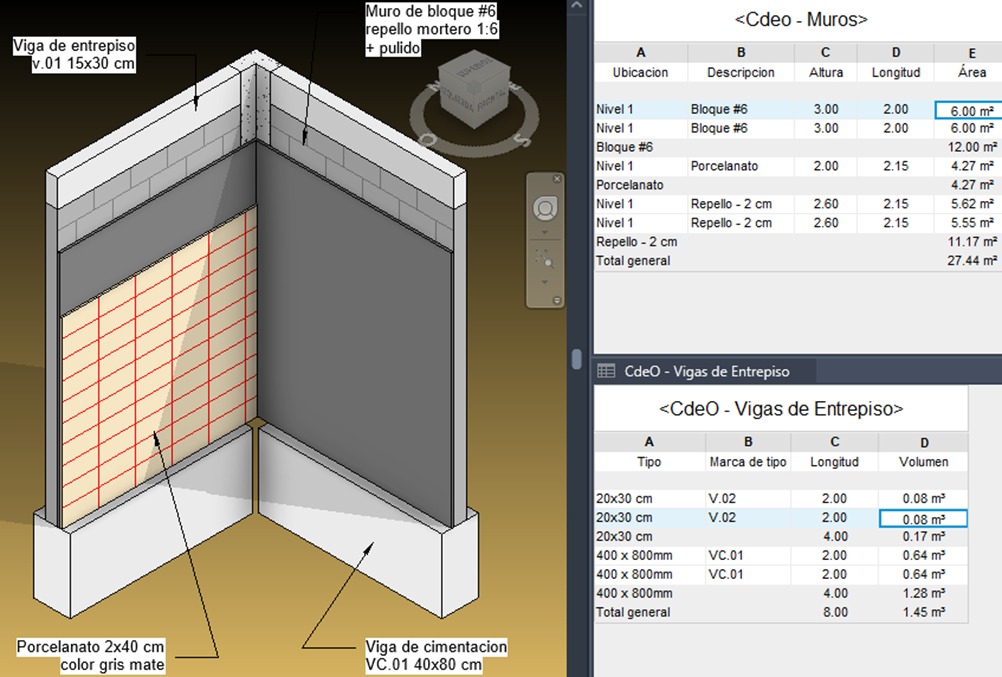 Muro de bloque #6
repello mortero 1:6
+ pulido
Viga de entrepiso
v.01 15x30 cm
SUPERIOR
IZQUIERDA FRONTAL
N
O
S
Porcelanato 2x40 cm
color gris mate
Viga de cimentacion
VC.01 40x80 cm
<Cdeo - Muros>
A B C D E
Ubicacion Descripcion Altura Longitud Área
Nivel 1 Bloque #6 3.00 2.00 6.00 m²
Nivel 1 Bloque #6 3.00 2.00 6.00 m²
Bloque #6 12.00 m²
Nivel 1 Porcelanato 2.00 2.15 4.27 m²
Porcelanato 4.27 m²
Nivel 1 Repello - 2 cm 2.60 2.15 5.62 m²
Nivel 1 Repello - 2 cm 2.60 2.15 5.55 m²
Repello - 2 cm 11.17 m²
Total general 27.44 m²
CdeO - Vigas de Entrepiso
<CdeO - Vigas de Entrepiso>
A B C D
Tipo Marca de tipo Longitud Volumen
20x30 cm V.02 2.00 0.08 m³
20x30 cm V.02 2.00 0.08 m³
20x30 cm 4.00 0.17 m³
400 x 800mm VC.01 2.00 0.64 m³
400 x 800mm VC.01 2.00 0.64 m³
400 x 800mm 4.00 1.28 m³
Total general 8.00 1.45 m³